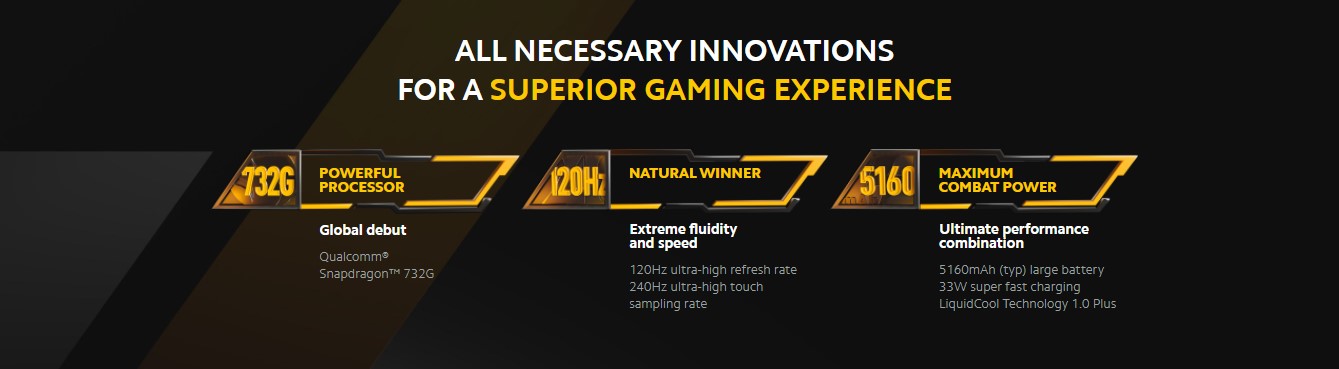 ALL NECESSARY INNOVATIONS
FOR A SUPERIOR GAMING EXPERIENCE
732G
POWERFUL
PROCESSOR
Global debut
Qualcomm®
Snapdragon™ 732G
120Hz
NATURAL WINNER
Extreme fluidity
and speed
120Hz ultra-high refresh rate
240Hz ultra-high touch
sampling rate
5160
MAXIMUM
COMBAT POWER
Ultimate performance
combination
5160mAh (typ) large battery
33W super fast charging
LiquidCool Technology 1.0 Plus